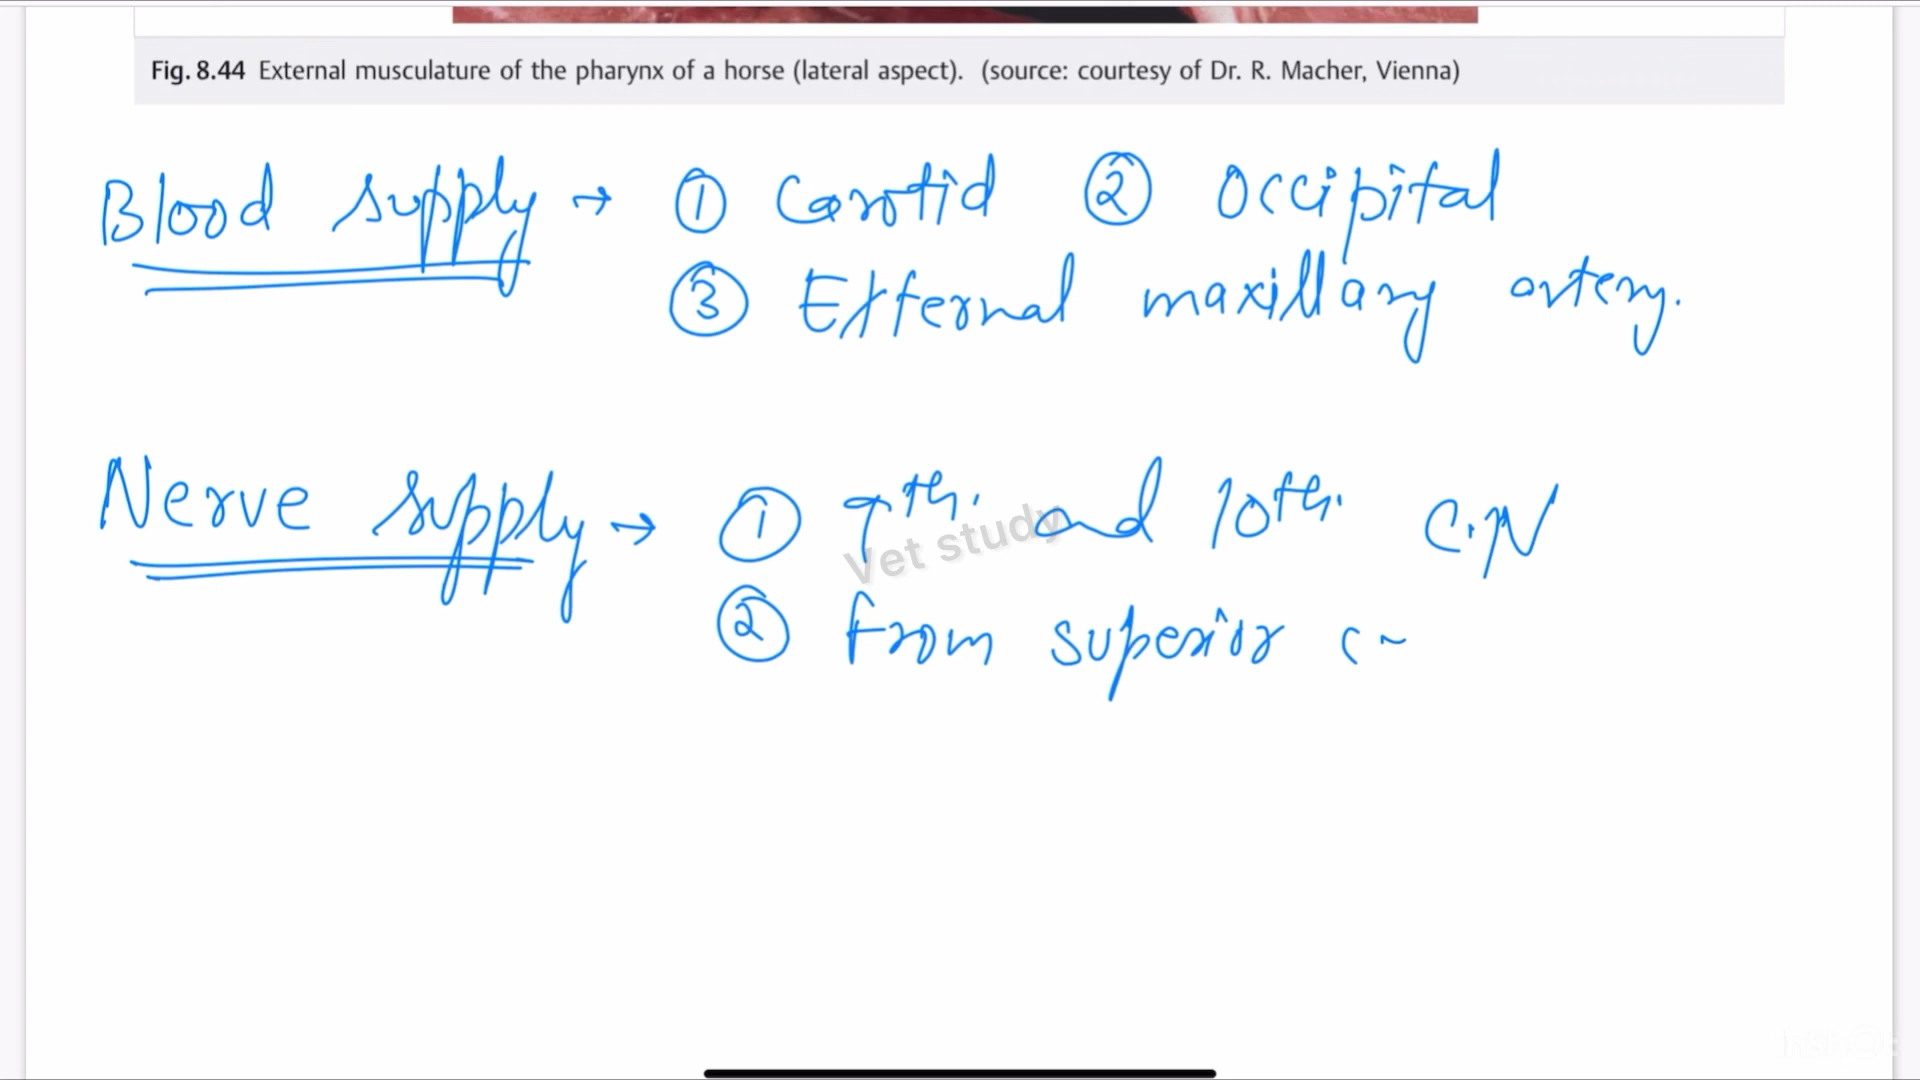 Fig. 8.44 External musculature of the pharynx of a horse (lateral aspect). (source: courtesy of Dr. R. Macher, Vienna)
Blood supply → ① Carotid ② Occipital
③ External maxillary artery.
Nerve supply → ① 9th. and 10th. C.N
Vet study
② From superior